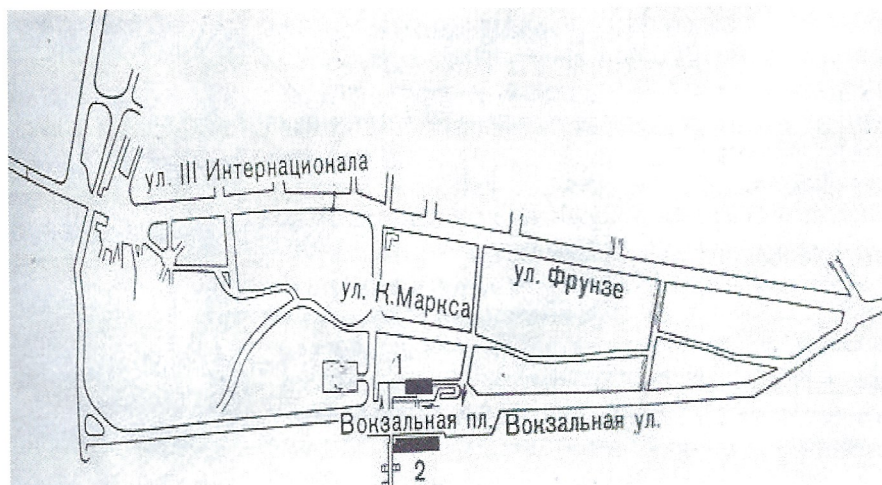 ул. III Интернационала
ул. Фрунзе
ул. К.Маркса
1
Вокзальная пл./Вокзальная ул.
2